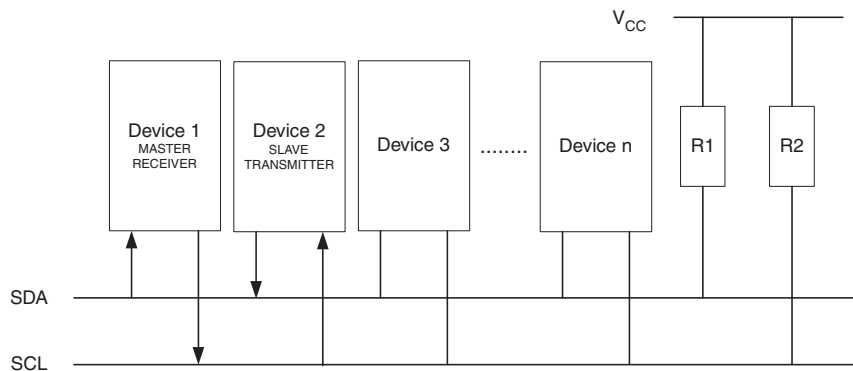 VCC
Device 1
MASTER
RECEIVER
Device 2
SLAVE
TRANSMITTER
Device 3
........
Device n
R1
R2
SDA
SCL